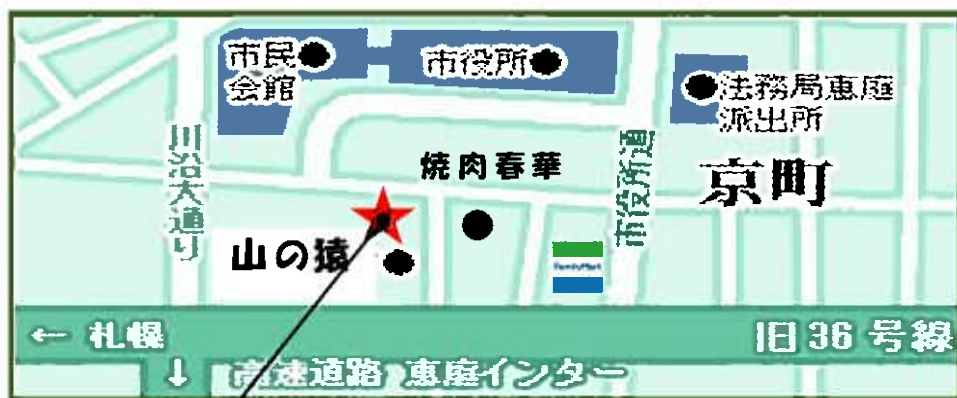 市民
会館
市役所
法務局恵庭
派出所
川沿大通り
焼肉春華
市役所通
京町
山の猿
FamilyMart
← 札幌
旧36号線
↓ 高速道路 恵庭インター